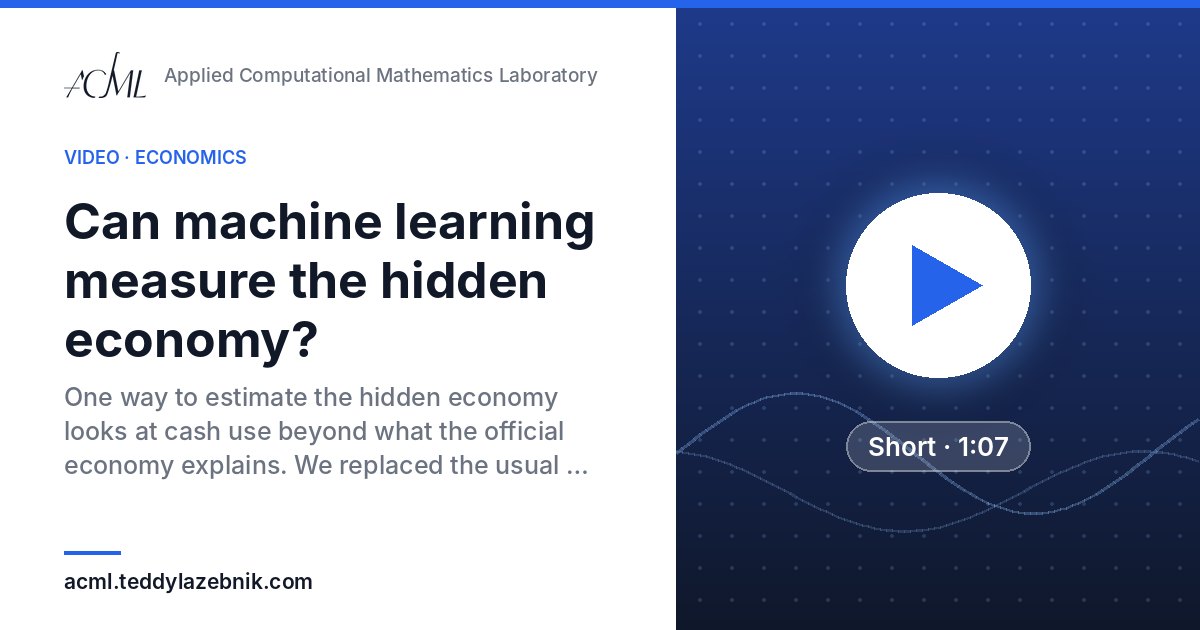 ACML Applied Computational Mathematics Laboratory
VIDEO · ECONOMICS
Can machine learning
measure the hidden
economy?
One way to estimate the hidden economy
looks at cash use beyond what the official
economy explains. We replaced the usual ...
Short · 1:07
acml.teddylazebnik.com